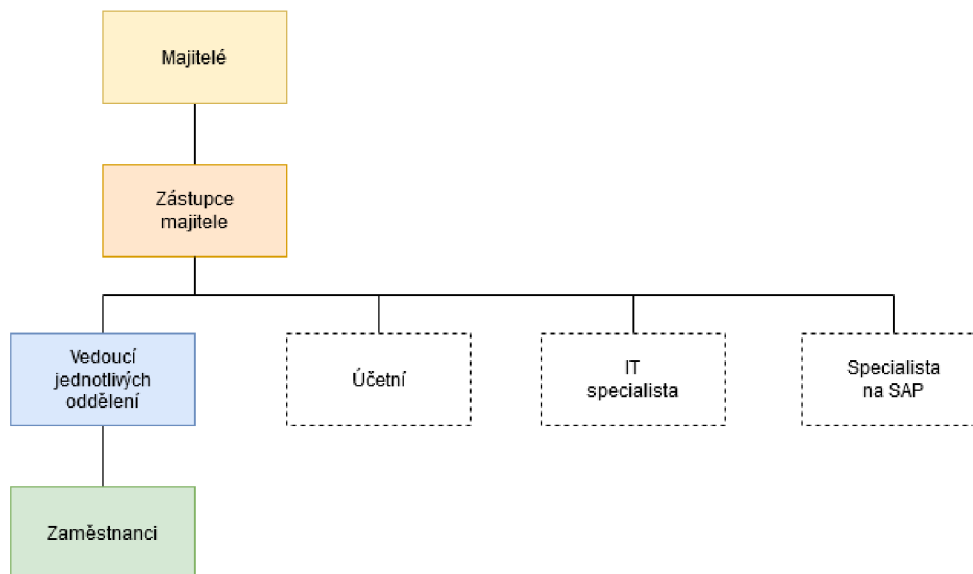 Majitelé
Zástupce
majitele
Vedoucí
jednotlivých
oddělení
Účetní
IT
specialista
Specialista
na SAP
Zaměstnanci